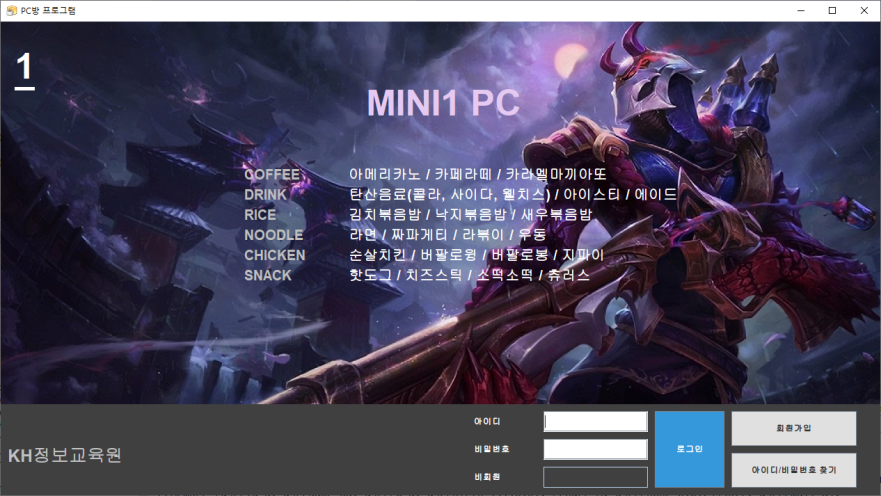 PC방 프로그램
1
MINI1 PC
COFFEE 아메리카노 / 카페라떼 / 카라멜마끼아또
DRINK 탄산음료(콜라, 사이다, 웰치스) / 아이스티 / 에이드
RICE 김치볶음밥 / 낙지볶음밥 / 새우볶음밥
NOODLE 라면 / 짜파게티 / 라볶이 / 우동
CHICKEN 순살치킨 / 버팔로윙 / 버팔로봉 / 지파이
SNACK 핫도그 / 치즈스틱 / 소떡소떡 / 츄러스
KH정보교육원
아이디
비밀번호
비회원
로그인
회원가입
아이디/비밀번호 찾기